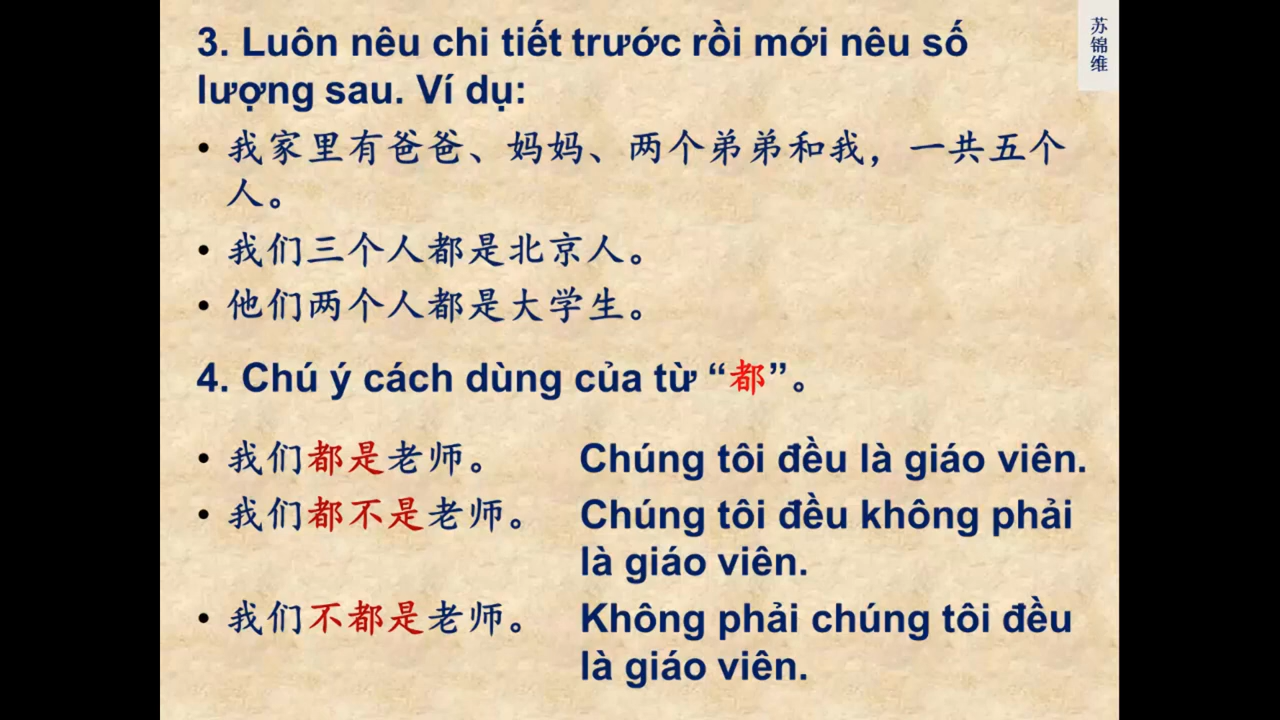 3. Luôn nêu chi tiết trước rồi mới nêu số
lượng sau. Ví dụ:
• 我家里有爸爸、妈妈、两个弟弟和我，一共五个
人。
• 我们三个人都是北京人。
• 他们两个人都是大学生。
4. Chú ý cách dùng của từ “都”。
• 我们都是老师。 Chúng tôi đều là giáo viên.
• 我们都不是老师。 Chúng tôi đều không phải
là giáo viên.
• 我们不都是老师。 Không phải chúng tôi đều
là giáo viên.
苏锦维